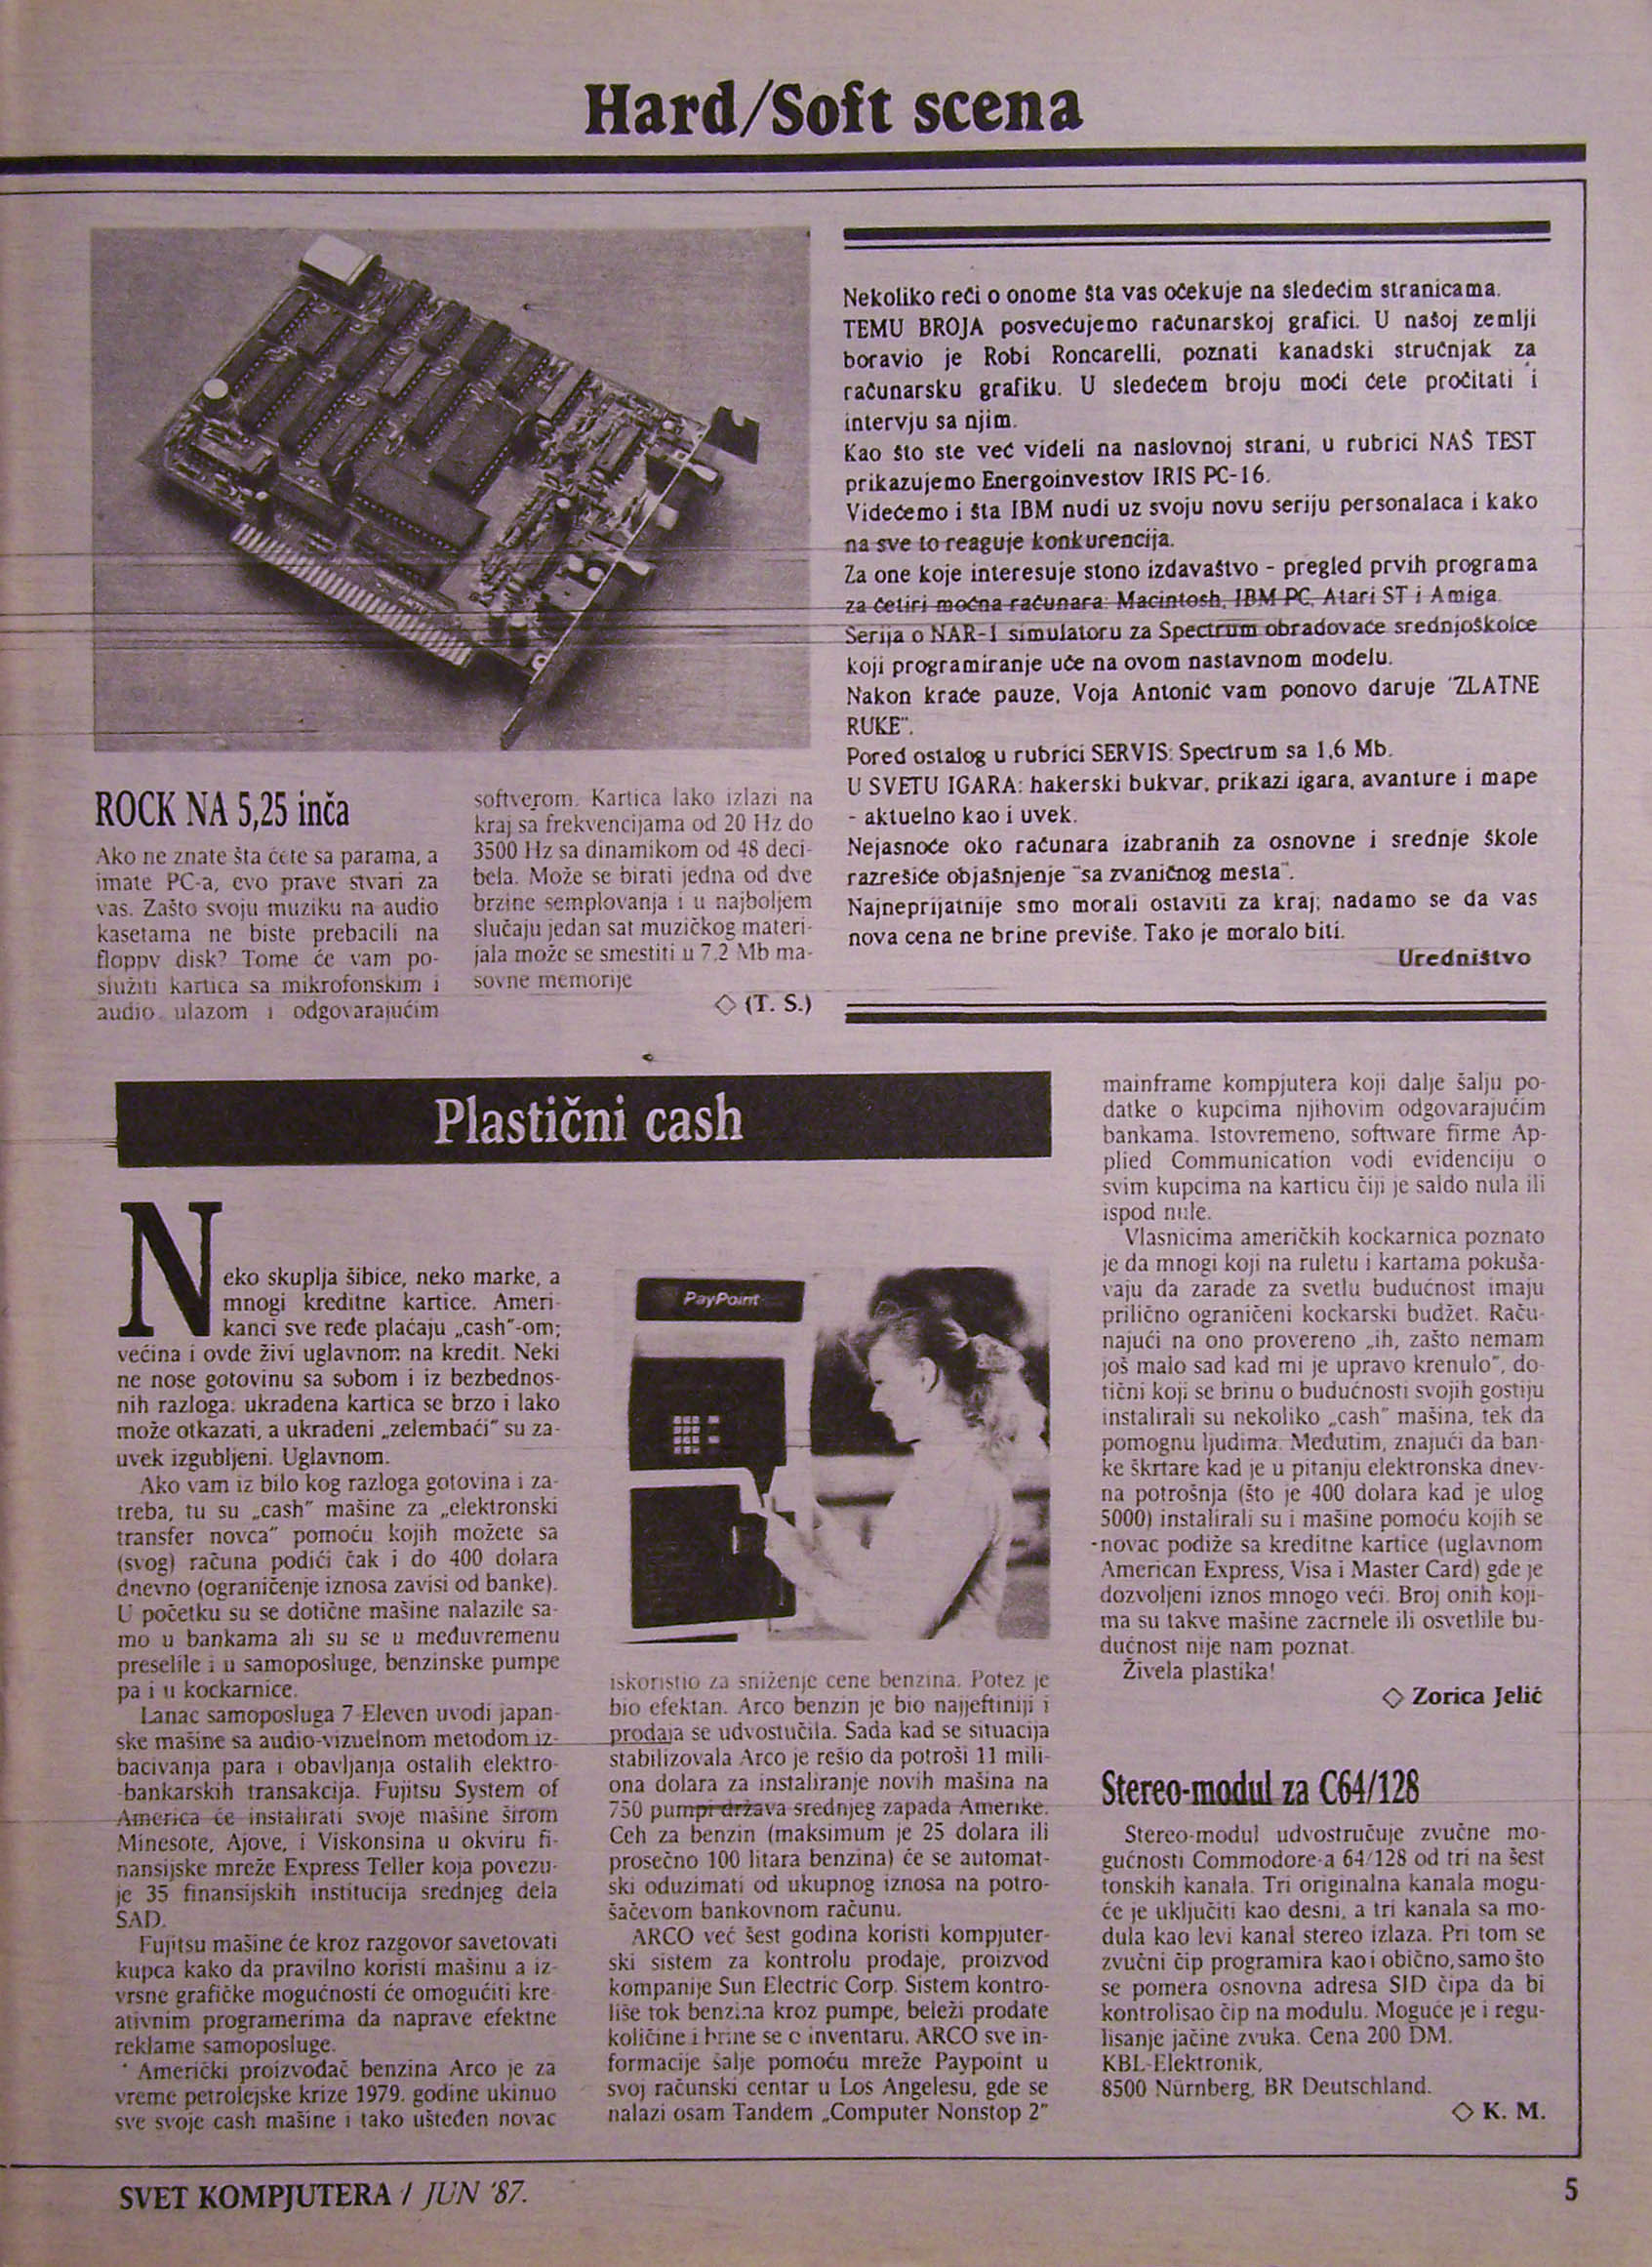 Hard/Soft scena
ROCK NA 5,25 inča
Ako ne znate šta ćete sa parama, a
imate PC-a, evo prave stvari za
vas. Zašto svoju muziku na audio
kasetama ne biste prebacili na
floppy disk? Tome će vam po-
služiti kartica sa mikrofonskim i
audio ulazom i odgovarajućim
softverom. Kartica lako izlazi na
kraj sa frekvencijama od 20 Hz do
3500 Hz sa dinamikom od 48 deci-
bela. Može se birati jedna od dve
brzine semplovanja i u najboljem
slučaju jedan sat muzičkog materi-
jala može se smestiti u 7,2 Mb ma-
sovne memorije
◇ (T. S.)
Nekoliko reči o onome šta vas očekuje na sledećim stranicama.
TEMU BROJA posvećujemo računarskoj grafici. U našoj zemlji
boravio je Robi Roncarelli, poznati kanadski stručnjak za
računarsku grafiku. U sledećem broju moći ćete pročitati i
intervju sa njim.
Kao što ste već videli na naslovnoj strani, u rubrici NAŠ TEST
prikazujemo Energoinvestov IRIS PC-16.
Videćemo i šta IBM nudi uz svoju novu seriju personalaca i kako
na sve to reaguje konkurencija.
Za one koje interesuje stono izdavaštvo - pregled prvih programa
za četiri moćna računara: Macintosh, IBM PC, Atari ST i Amiga.
Serija o NAR-1 simulatoru za Spectrum obradovaće srednjoškolce
koji programiranje uče na ovom nastavnom modelu.
Nakon kraće pauze, Voja Antonić vam ponovo daruje "ZLATNE
RUKE".
Pored ostalog u rubrici SERVIS: Spectrum sa 1,6 Mb.
U SVETU IGARA: hakerski bukvar, prikazi igara, avanture i mape
- aktuelno kao i uvek.
Nejasnoće oko računara izabranih za osnovne i srednje škole
razrešiće objašnjenje "sa zvaničnog mesta".
Najneprijatnije smo morali ostaviti za kraj; nadamo se da vas
nova cena ne brine previše. Tako je moralo biti.
Uredništvo
Plastični cash
Neko skuplja šibice, neko marke, a
mnogi kreditne kartice. Ameri-
kanci sve ređe plaćaju „cash"-om;
većina i ovde živi uglavnom na kredit. Neki
ne nose gotovinu sa sobom i iz bezbednos-
nih razloga: ukradena kartica se brzo i lako
može otkazati, a ukradeni „zelembaći" su za-
uvek izgubljeni. Uglavnom.
Ako vam iz bilo kog razloga gotovina i za-
treba, tu su „cash" mašine za „elektronski
transfer novca" pomoću kojih možete sa
(svog) računa podići čak i do 400 dolara
dnevno (ograničenje iznosa zavisi od banke).
U početku su se dotične mašine nalazile sa-
mo u bankama ali su se u međuvremenu
preselile i u samoposluge, benzinske pumpe
pa i u kockarnice.
Lanac samoposluga 7-Eleven uvodi japan-
ske mašine sa audio-vizuelnom metodom iz-
bacivanja para i obavljanja ostalih elektro-
-bankarskih transakcija. Fujitsu System of
America će instalirati svoje mašine širom
Minesote, Ajove, i Viskonsina u okviru fi-
nansijske mreže Express Teller koja povezu-
je 35 finansijskih institucija srednjeg dela
SAD.
Fujitsu mašine će kroz razgovor savetovati
kupca kako da pravilno koristi mašinu a iz-
vrsne grafičke mogućnosti će omogućiti kre-
ativnim programerima da naprave efektne
reklame samoposluge.
Američki proizvođač benzina Arco je za
vreme petrolejske krize 1979. godine ukinuo
sve svoje cash mašine i tako ušteđen novac
PayPoint
iskoristio za sniženje cene benzina. Potez je
bio efektan. Arco benzin je bio najjeftiniji i
prodaja se udvostučila. Sada kad se situacija
stabilizovala Arco je rešio da potroši 11 mili-
ona dolara za instaliranje novih mašina na
750 pumpi država srednjeg zapada Amerike.
Ceh za benzin (maksimum je 25 dolara ili
prosečno 100 litara benzina) će se automat-
ski oduzimati od ukupnog iznosa na potro-
šačevom bankovnom računu.
ARCO već šest godina koristi kompjuter-
ski sistem za kontrolu prodaje, proizvod
kompanije Sun Electric Corp. Sistem kontro-
liše tok benzina kroz pumpe, beleži prodate
količine i brine se o inventaru. ARCO sve in-
formacije šalje pomoću mreže Paypoint u
svoj računski centar u Los Angelesu, gde se
nalazi osam Tandem „Computer Nonstop 2"
mainframe kompjutera koji dalje šalju po-
datke o kupcima njihovim odgovarajućim
bankama. Istovremeno, software firme Ap-
plied Communication vodi evidenciju o
svim kupcima na karticu čiji je saldo nula ili
ispod nule.
Vlasnicima američkih kockarnica poznato
je da mnogi koji na ruletu i kartama pokuša-
vaju da zarade za svetlu budućnost imaju
prilično ograničeni kockarski budžet. Raču-
najući na ono provereno „ih, zašto nemam
još malo sad kad mi je upravo krenulo", do-
tični koji se brinu o budućnosti svojih gostiju
instalirali su nekoliko „cash" mašina, tek da
pomognu ljudima. Međutim, znajući da ban-
ke škrtare kad je u pitanju elektronska dnev-
na potrošnja (što je 400 dolara kad je ulog
5000) instalirali su i mašine pomoću kojih se
-novac podiže sa kreditne kartice (uglavnom
American Express, Visa i Master Card) gde je
dozvoljeni iznos mnogo veći. Broj onih koji-
ma su takve mašine zacrnele ili osvetlile bu-
dućnost nije nam poznat.
Živela plastika!
◇ Zorica Jelić
Stereo-modul za C64/128
Stereo-modul udvostručuje zvučne mo-
gućnosti Commodore-a 64/128 od tri na šest
tonskih kanala. Tri originalna kanala mogu-
će je uključiti kao desni, a tri kanala sa mo-
dula kao levi kanal stereo izlaza. Pri tom se
zvučni čip programira kao i obično, samo što
se pomera osnovna adresa SID čipa da bi
kontrolisao čip na modulu. Moguće je i regu-
lisanje jačine zvuka. Cena 200 DM.
KBL-Elektronik,
8500 Nürnberg, BR Deutschland.
◇ K. M.
SVET KOMPJUTERA / JUN '87.
5